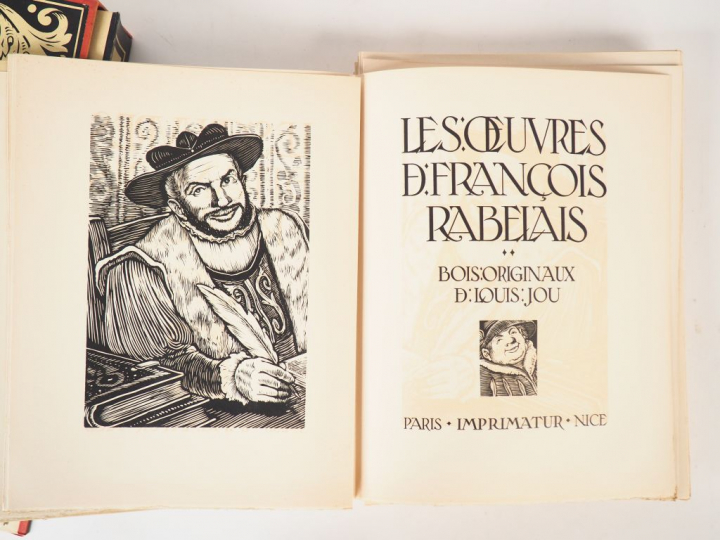 LES:ŒUVRES
D:FRANÇOIS
RABELAIS
BOIS:ORIGINAUX
D:LOUIS:JOU
PARIS • IMPRIMATUR • NICE